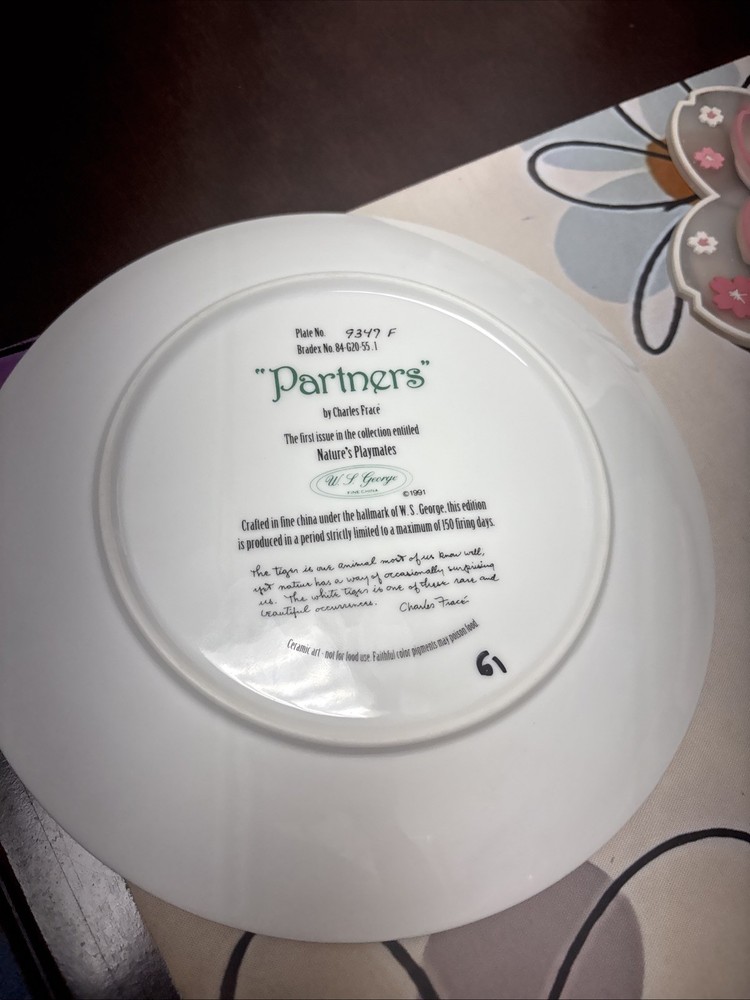 Plate No. 9347 F
Bradex No. 84-G20-55.1
"Partners"
by Charles Fracé
The first issue in the collection entitled
Nature's Playmates
W. S. George
FINE CHINA
©1991
Crafted in fine china under the hallmark of W. S. George, this edition
is produced in a period strictly limited to a maximum of 150 firing days.
The tiger is one animal most of us know well,
yet nature has a way of occasionally surprising
us. The white tiger is one of these rare and
beautiful occurrences. Charles Fracé
Ceramic art - not for food use. Faithful color pigments may poison food.
61